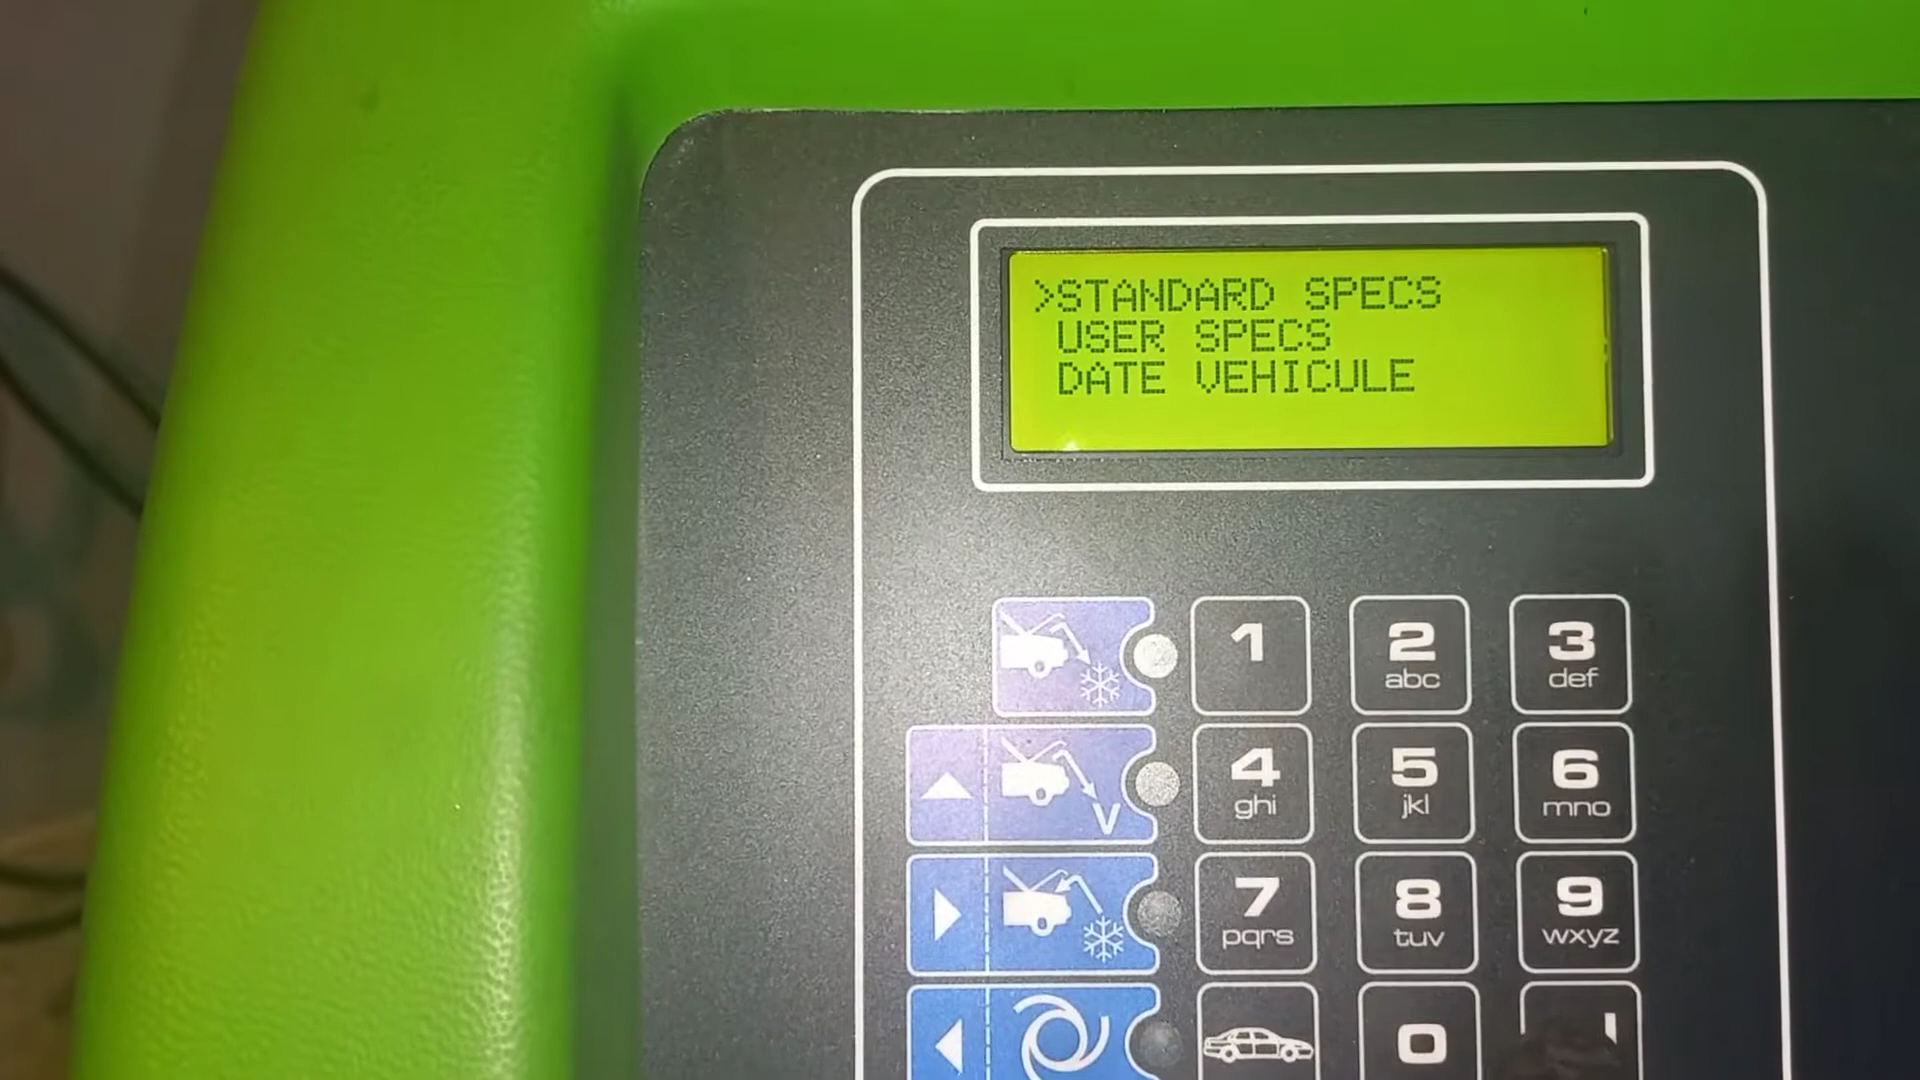 >STANDARD SPECS
USER SPECS
DATE VEHICULE
1
2
3
abc
def
V
4
5
6
ghi
jkl
mno
7
8
9
pqrs
tuv
wxyz
0